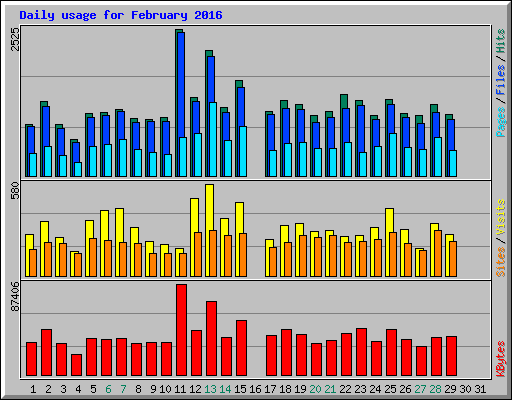 Daily usage for February 2016
2525
Pages / Files / Hits
580
Sites / Visits
87406
KBytes
1 2 3 4 5 6 7 8 9 10 11 12 13 14 15 16 17 18 19 20 21 22 23 24 25 26 27 28 29 30 31